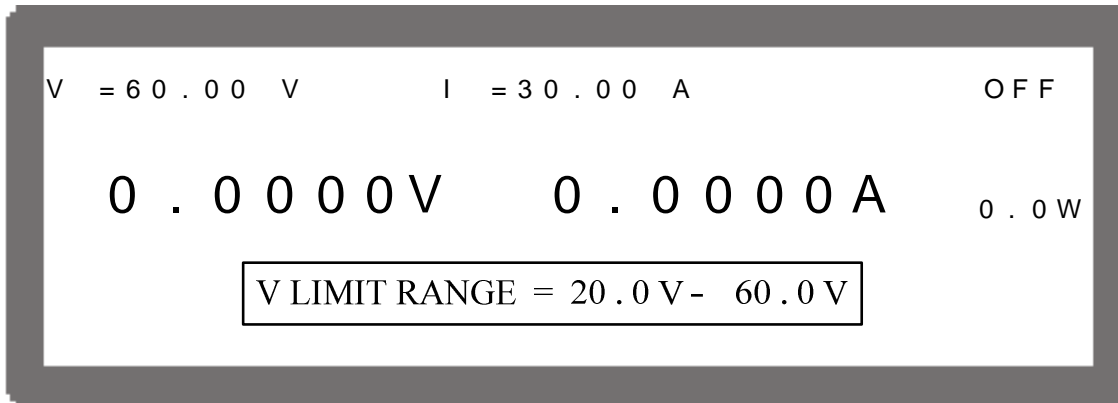 V =60.00 V I =30.00 A OFF
0.0000V 0.0000A 0.0W
V LIMIT RANGE = 20.0V- 60.0V